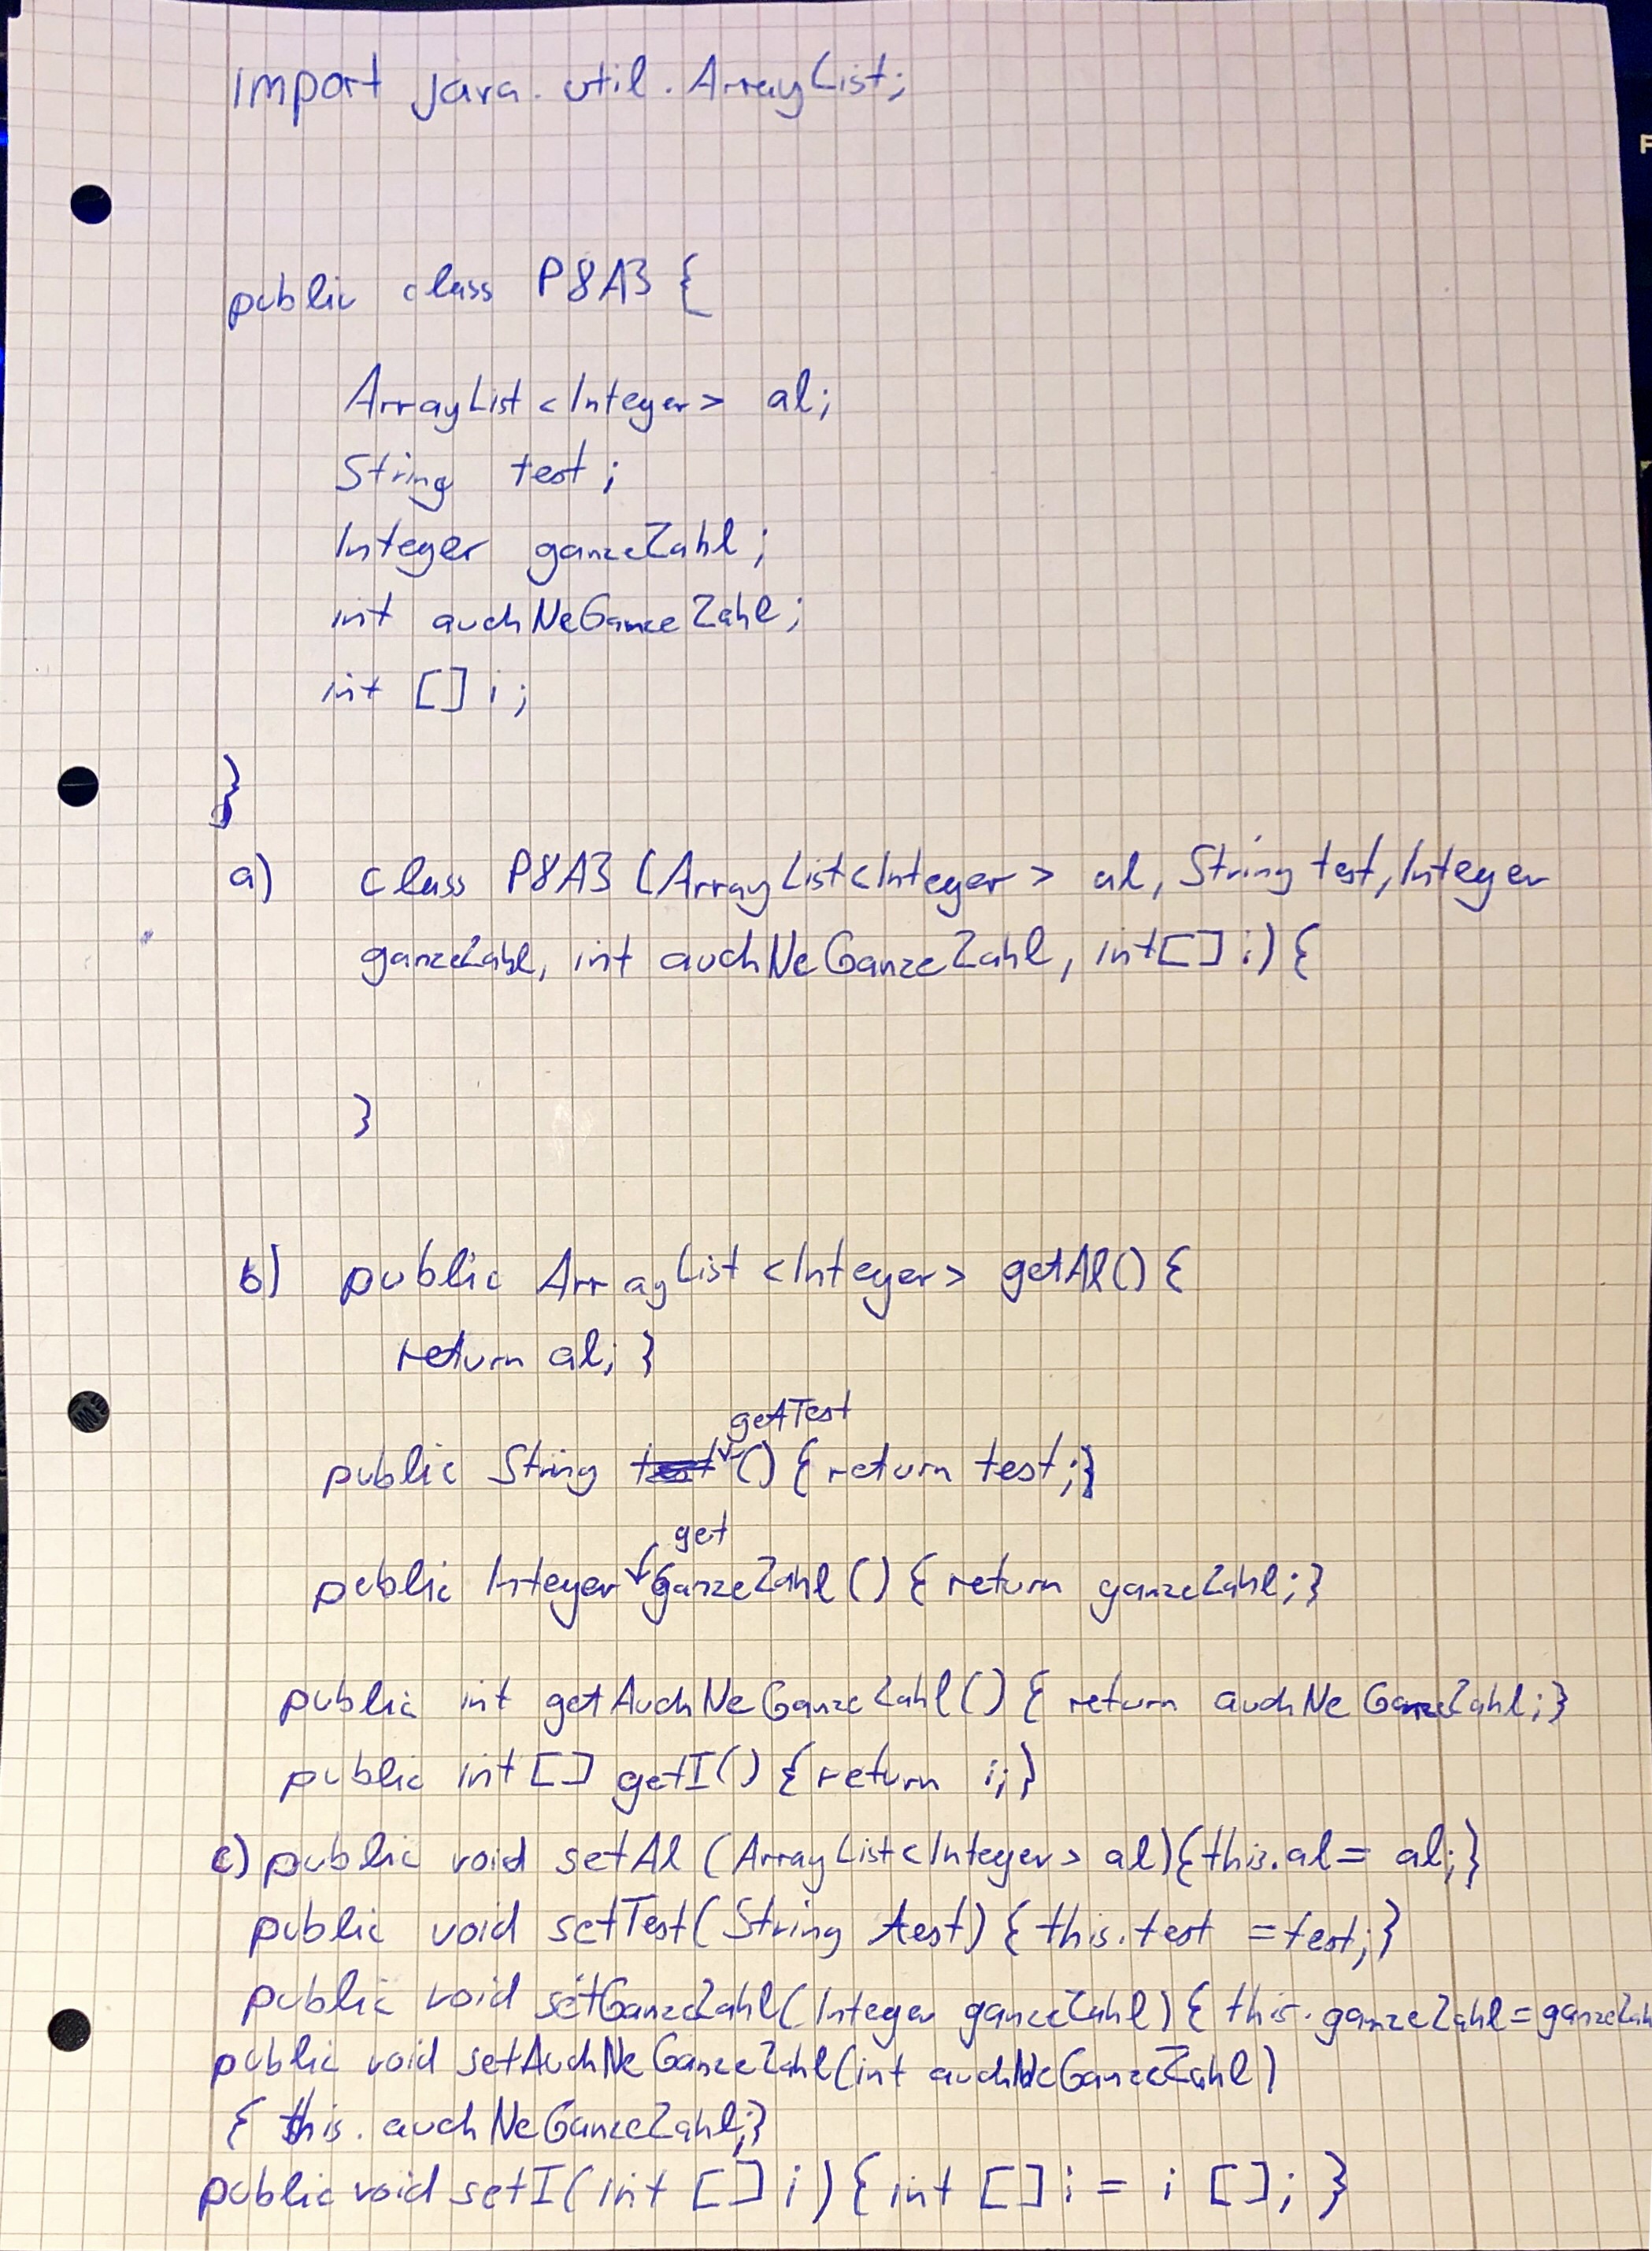 import java.util.ArrayList;
public class P8A3 {
ArrayList<Integer> al;
String test;
Integer ganzeZahl;
int auchNeGanzeZahl;
int [] i;
}
a) class P8A3 (ArrayList<Integer> al, String test, Integer
ganzeZahl, int auchNeGanzeZahl, int[] i) {
}
b) public ArrayList <Integer> getAl() {
return al; }
getTest
public String test () { return test;}
get
public Integer GanzeZahl () { return ganzeZahl;}
public int getAuchNeGanzeZahl() { return auchNeGanzeZahl;}
public int [] getI() { return i;}
c) public void setAl (ArrayList<Integer> al){this.al = al;}
public void setTest(String test) { this.test = test;}
public void setGanzeZahl(Integer ganzeZahl) { this.ganzeZahl = ganzeZah
public void setAuchNeGanzeZahl(int auchNeGanzeZahl)
{ this.auchNeGanzeZahl;}
public void setI(int [] i) { int [] i = i []; }